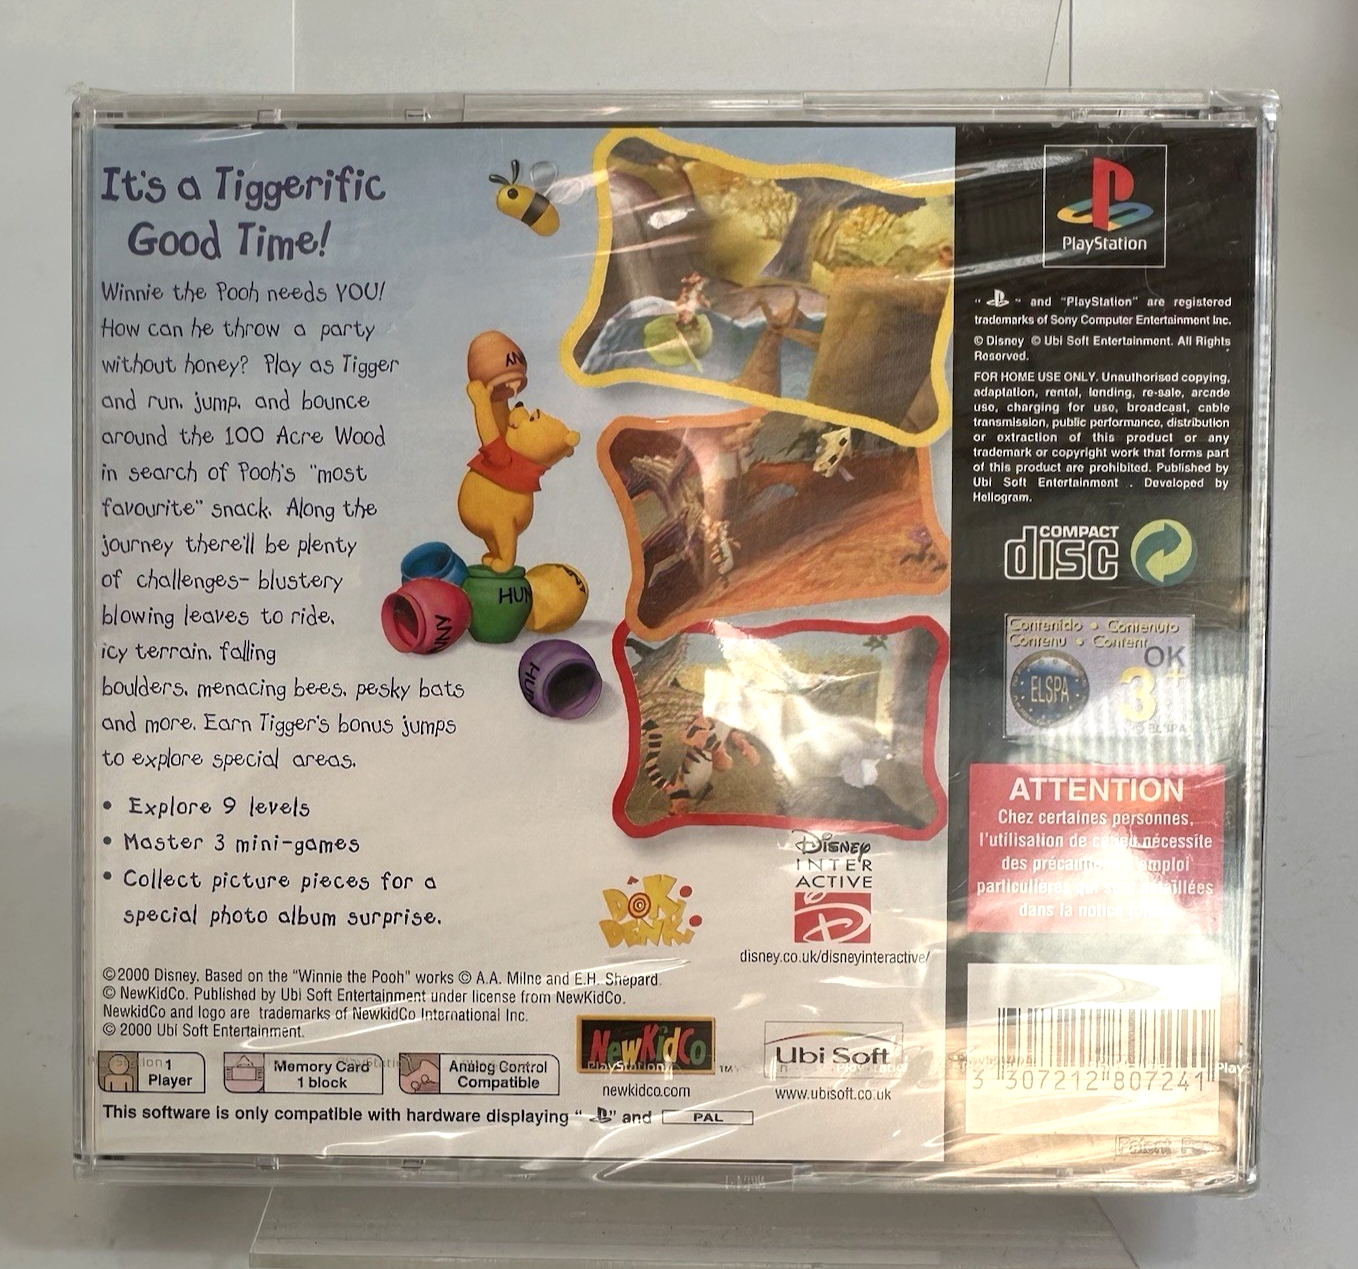 It's a Tiggerific
Good Time!
Winnie the Pooh needs YOU!
How can he throw a party
without honey? Play as Tigger
and run, jump, and bounce
around the 100 Acre Wood
in search of Pooh's "most
favourite" snack. Along the
journey there'll be plenty
of challenges- blustery
blowing leaves to ride,
icy terrain, falling
boulders, menacing bees, pesky bats
and more. Earn Tigger's bonus jumps
to explore special areas.
• Explore 9 levels
• Master 3 mini-games
• Collect picture pieces for a
special photo album surprise.
HUN
DOKI
DENKI
DISNEY
INTER
ACTIVE
disney.co.uk/disneyinteractive/
©2000 Disney. Based on the "Winnie the Pooh" works © A.A. Milne and E.H. Shepard.
© NewKidCo. Published by Ubi Soft Entertainment under license from NewKidCo.
NewkidCo and logo are trademarks of NewkidCo International Inc.
© 2000 Ubi Soft Entertainment.
NewKidCo
TM
newkidco.com
Ubi Soft
www.ubisoft.co.uk
1
Player
Memory Card
1 block
Analog Control
Compatible
This software is only compatible with hardware displaying " " and PAL
PlayStation
" " and "PlayStation" are registered
trademarks of Sony Computer Entertainment Inc.
© Disney © Ubi Soft Entertainment. All Rights
Reserved.
FOR HOME USE ONLY. Unauthorised copying,
adaptation, rental, lending, re-sale, arcade
use, charging for use, broadcast, cable
transmission, public performance, distribution
or extraction of this product or any
trademark or copyright work that forms part
of this product are prohibited. Published by
Ubi Soft Entertainment . Developed by
Hellogram.
COMPACT
disc
Contenido • Contenuto
Contenu • Content
OK
ELSPA
3+
© ELSPA
ATTENTION
Chez certaines personnes,
l'utilisation de ce nécessite
des précautions emploi
particulières
dans la notice
3 307212 807241